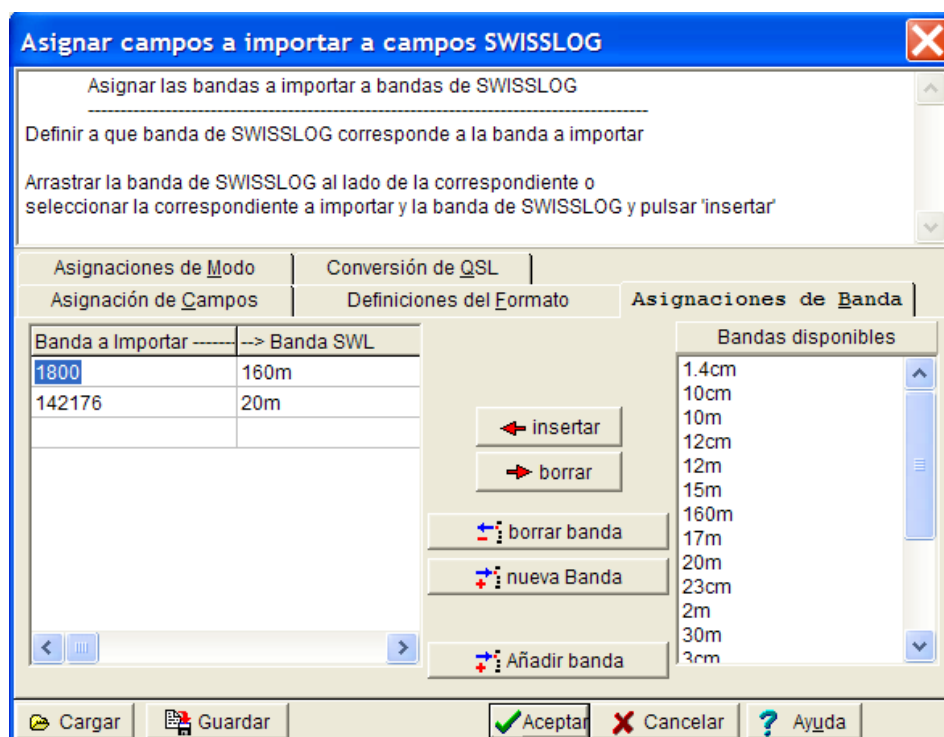 Asignar campos a importar a campos SWISSLOG
Asignar las bandas a importar a bandas de SWISSLOG
--------------------------------------------------------------------------------
Definir a que banda de SWISSLOG corresponde a la banda a importar
Arrastrar la banda de SWISSLOG al lado de la correspondiente o
seleccionar la correspondiente a importar y la banda de SWISSLOG y pulsar 'insertar'
Asignaciones de Modo
Conversión de QSL
Asignación de Campos
Definiciones del Formato
Asignaciones de Banda
Banda a Importar ------- --> Banda SWL
1800 160m
142176 20m
insertar
borrar
borrar banda
nueva Banda
Añadir banda
Bandas disponibles
1.4cm
10cm
10m
12cm
12m
15m
160m
17m
20m
23cm
2m
30m
3cm
Cargar
Guardar
Aceptar
Cancelar
Ayuda